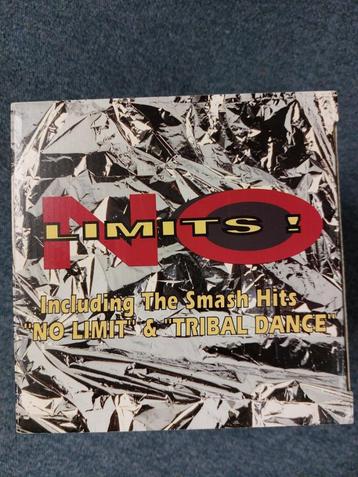 NO
LIMITS!
Including The Smash Hits
"NO LIMIT" & "TRIBAL DANCE"